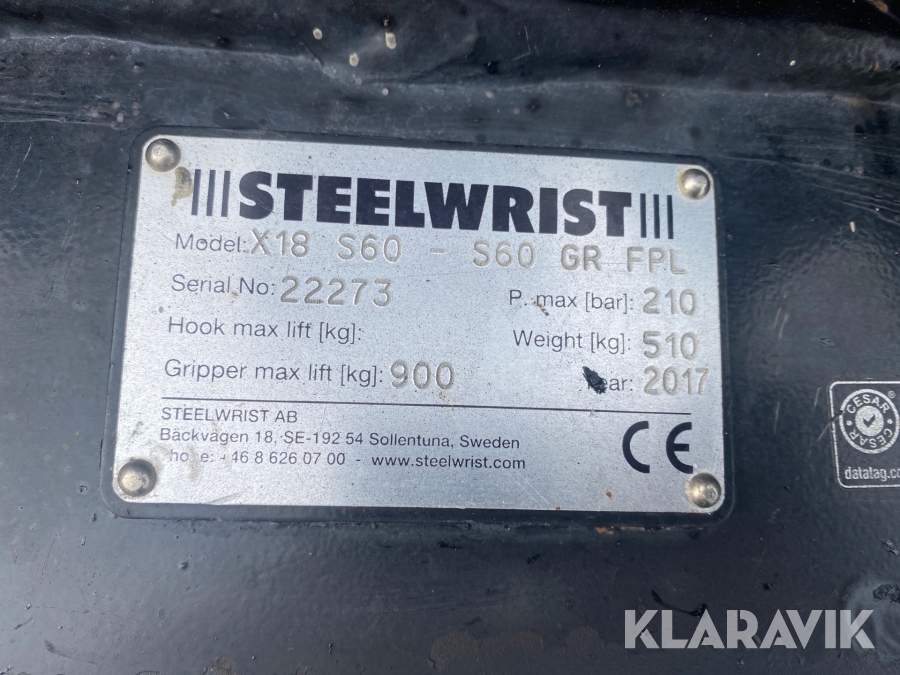 STEELWRIST
Model: X18 S60 - S60 GR FPL
Serial No: 22273
P. max [bar]: 210
Hook max lift [kg]:
Weight [kg]: 510
Gripper max lift [kg]: 900
2017
STEELWRIST AB
Bäckvägen 18, SE-192 54 Sollentuna, Sweden
+46 8 626 07 00 - www.steelwrist.com
CE
CESAR CESAR
datatag.co
KLARAVIK